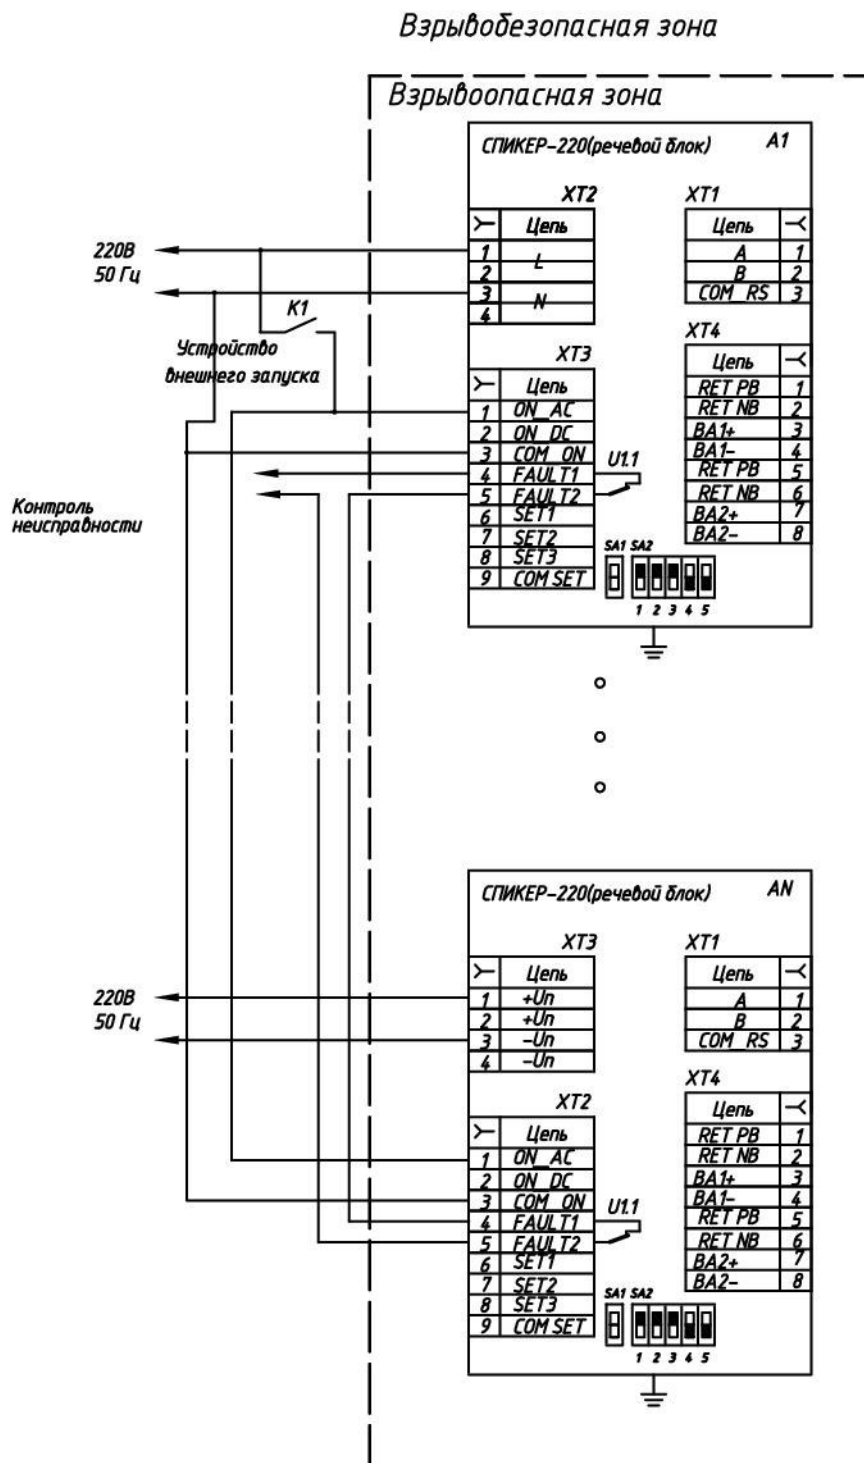 Взрывобезопасная зона
Взрывоопасная зона
СПИКЕР-220(речевой блок) A1
XT2
Цепь
1 L
2
3 N
4
XT1
Цепь
A 1
B 2
COM_RS 3
220В
50 Гц
K1
Устройство
внешнего запуска
XT3
Цепь
1 ON_AC
2 ON_DC
3 COM_ON
4 FAULT1
5 FAULT2
6 SET1
7 SET2
8 SET3
9 COM SET
U1.1
XT4
Цепь
RET PB 1
RET NB 2
BA1+ 3
BA1- 4
RET PB 5
RET NB 6
BA2+ 7
BA2- 8
Контроль
неисправности
SA1 SA2
1 2 3 4 5
СПИКЕР-220(речевой блок) AN
XT3
Цепь
1 +Uп
2 +Uп
3 -Uп
4 -Uп
XT1
Цепь
A 1
B 2
COM RS 3
220В
50 Гц
XT2
Цепь
1 ON_AC
2 ON_DC
3 COM_ON
4 FAULT1
5 FAULT2
6 SET1
7 SET2
8 SET3
9 COM SET
U1.1
XT4
Цепь
RET PB 1
RET NB 2
BA1+ 3
BA1- 4
RET PB 5
RET NB 6
BA2+ 7
BA2- 8
SA1 SA2
1 2 3 4 5